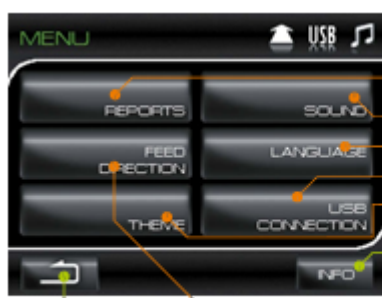 MENU
USB
REPORTS
SOUND
FEED
DIRECTION
LANGUAGE
THEME
USB
CONNECTION
INFO